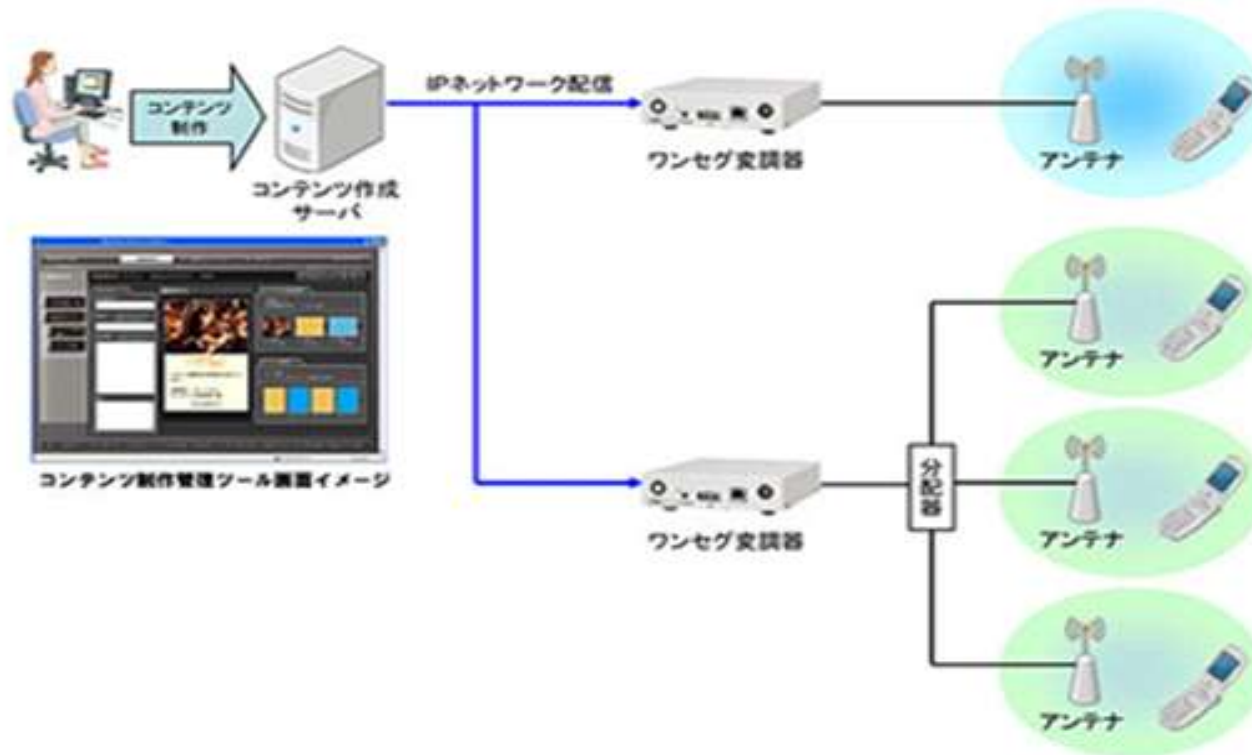 コンテンツ
制作
コンテンツ作成
サーバ
IPネットワーク配信
ワンセグ変調器
アンテナ
アンテナ
コンテンツ制作管理ツール画面イメージ
ワンセグ変調器
分配器
アンテナ
アンテナ